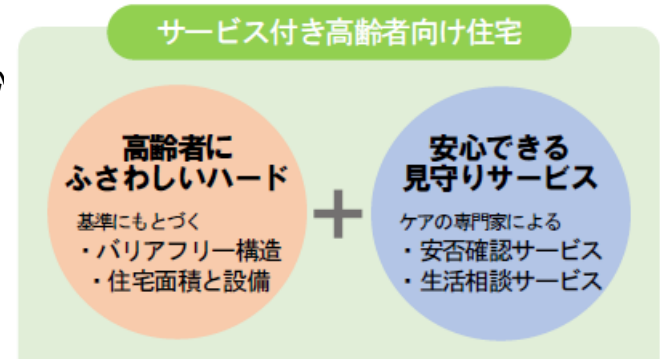 サービス付き高齢者向け住宅
高齢者に
ふさわしいハード
基準にもとづく
・バリアフリー構造
・住宅面積と設備
+
安心できる
見守りサービス
ケアの専門家による
・安否確認サービス
・生活相談サービス